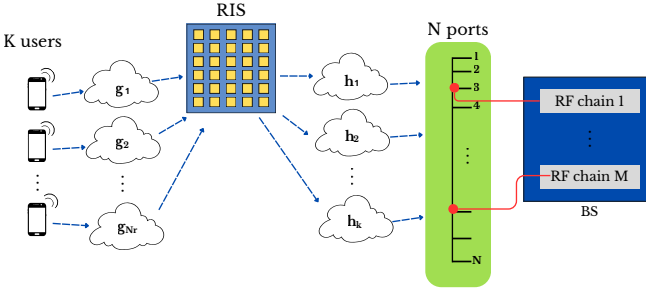 RIS
K users
N ports
g1
g2
⋮
gNr
h1
h2
⋮
hk
1
2
3
4
⋮
N
RF chain 1
⋮
RF chain M
BS